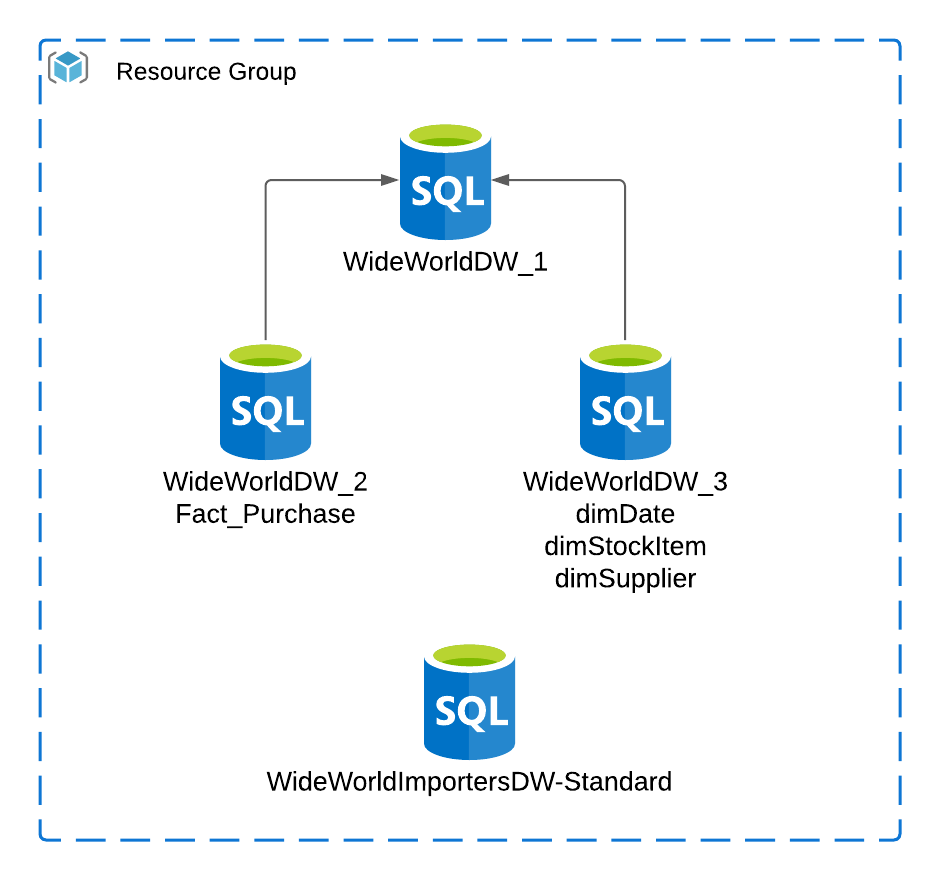 Resource Group
SQL
WideWorldDW_1
SQL
WideWorldDW_2
Fact_Purchase
SQL
WideWorldDW_3
dimDate
dimStockItem
dimSupplier
SQL
WideWorldImportersDW-Standard